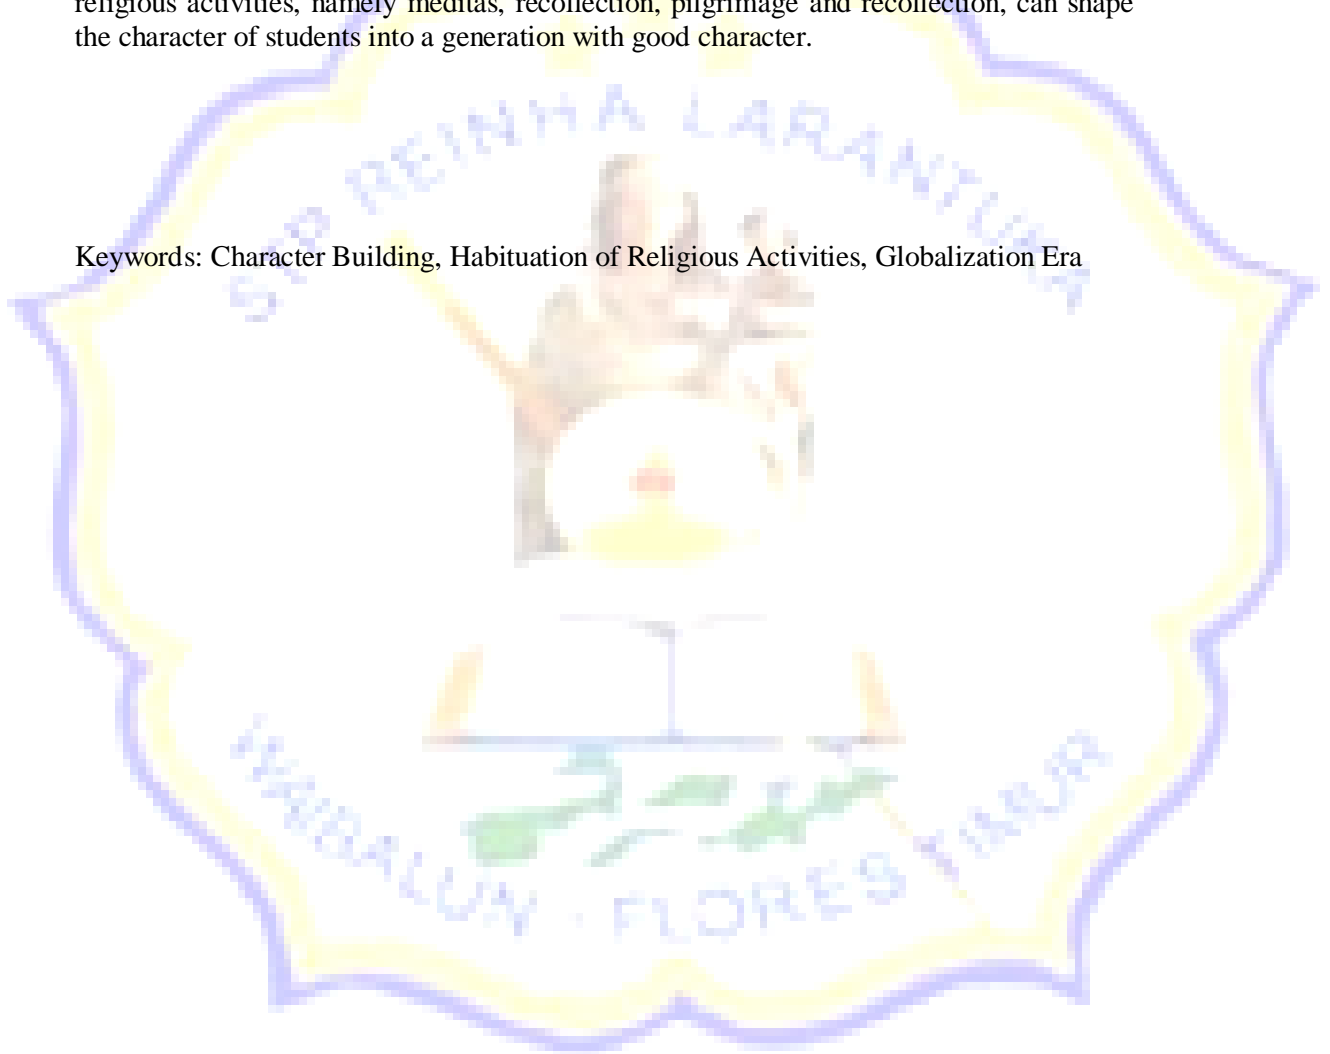 religious activities, namely meditas, recollection, pilgrimage and recollection, can shape
the character of students into a generation with good character.
STP REINHA LARANTUKA
Keywords: Character Building, Habituation of Religious Activities, Globalization Era
WAIBALUN - FLORES TIMUR